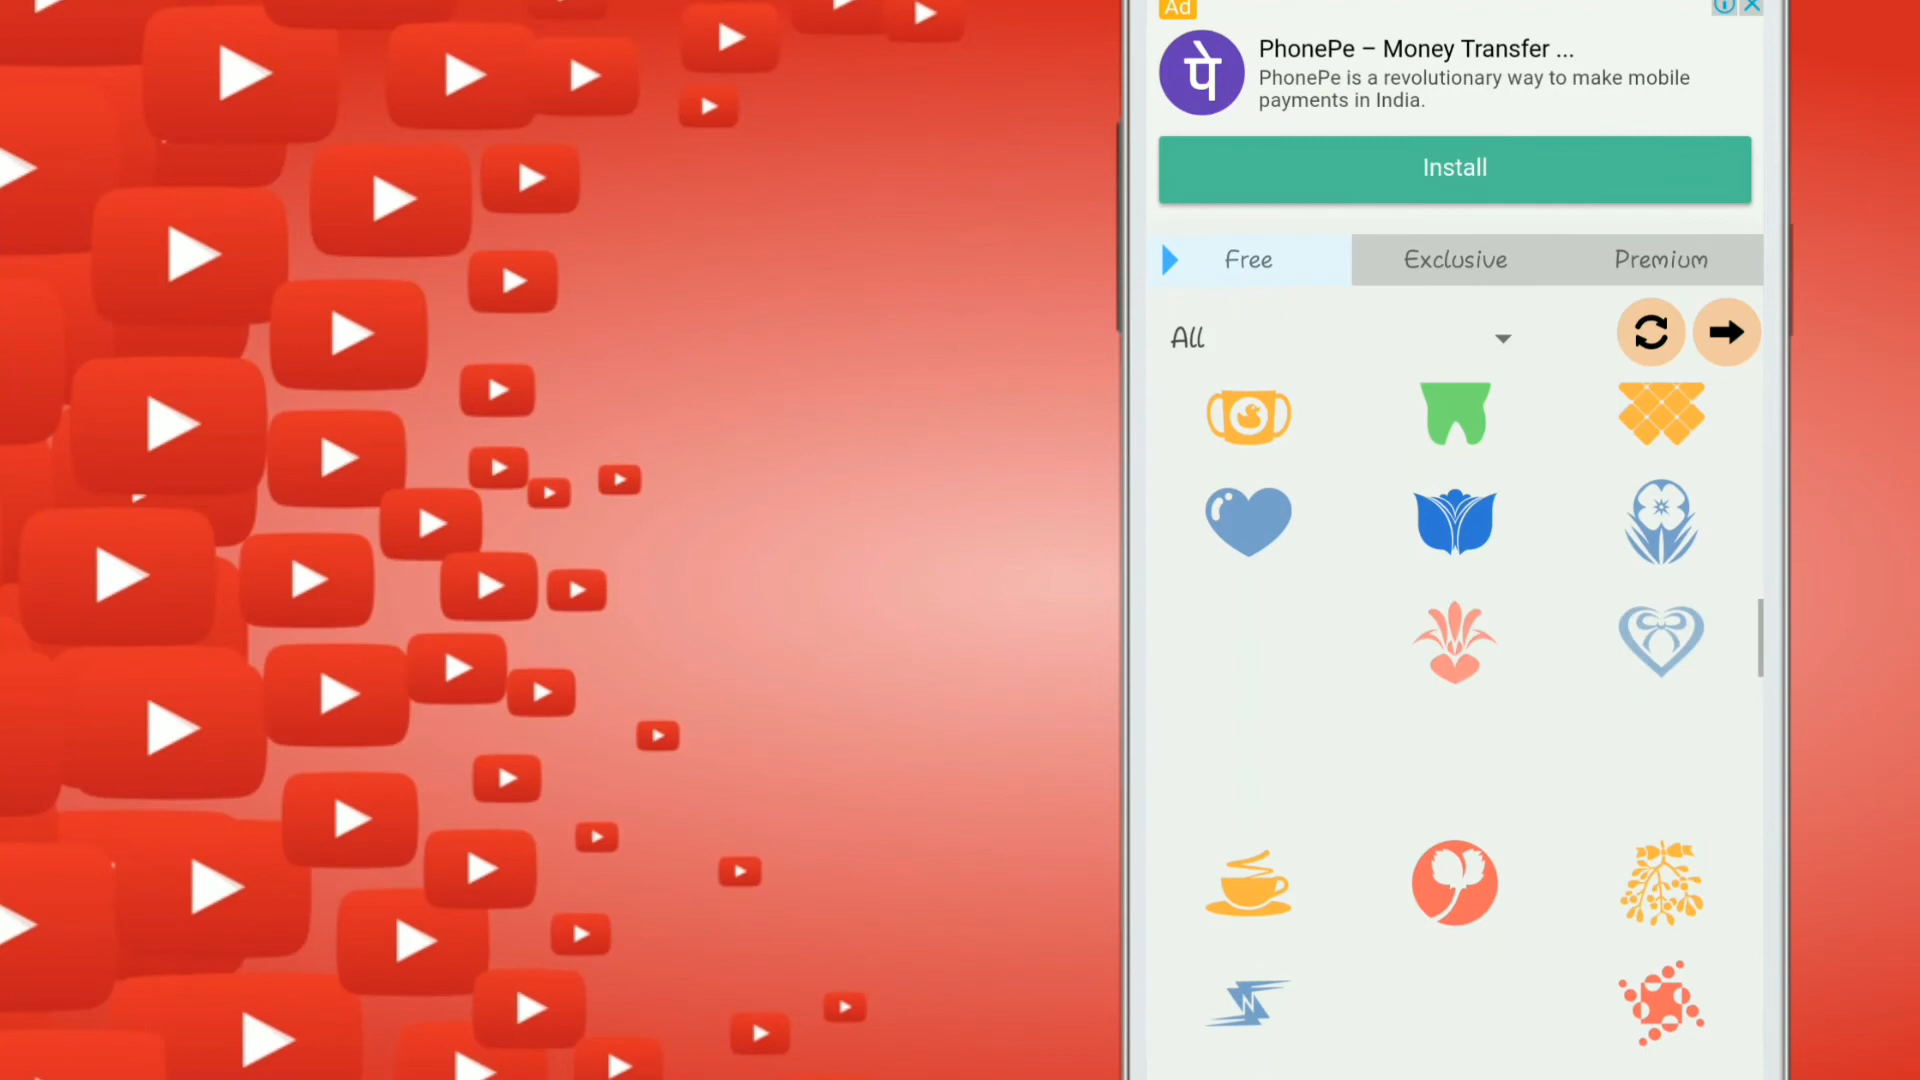 Ad
पे
PhonePe – Money Transfer ...
PhonePe is a revolutionary way to make mobile
payments in India.
Install
Free
Exclusive
Premium
All
N